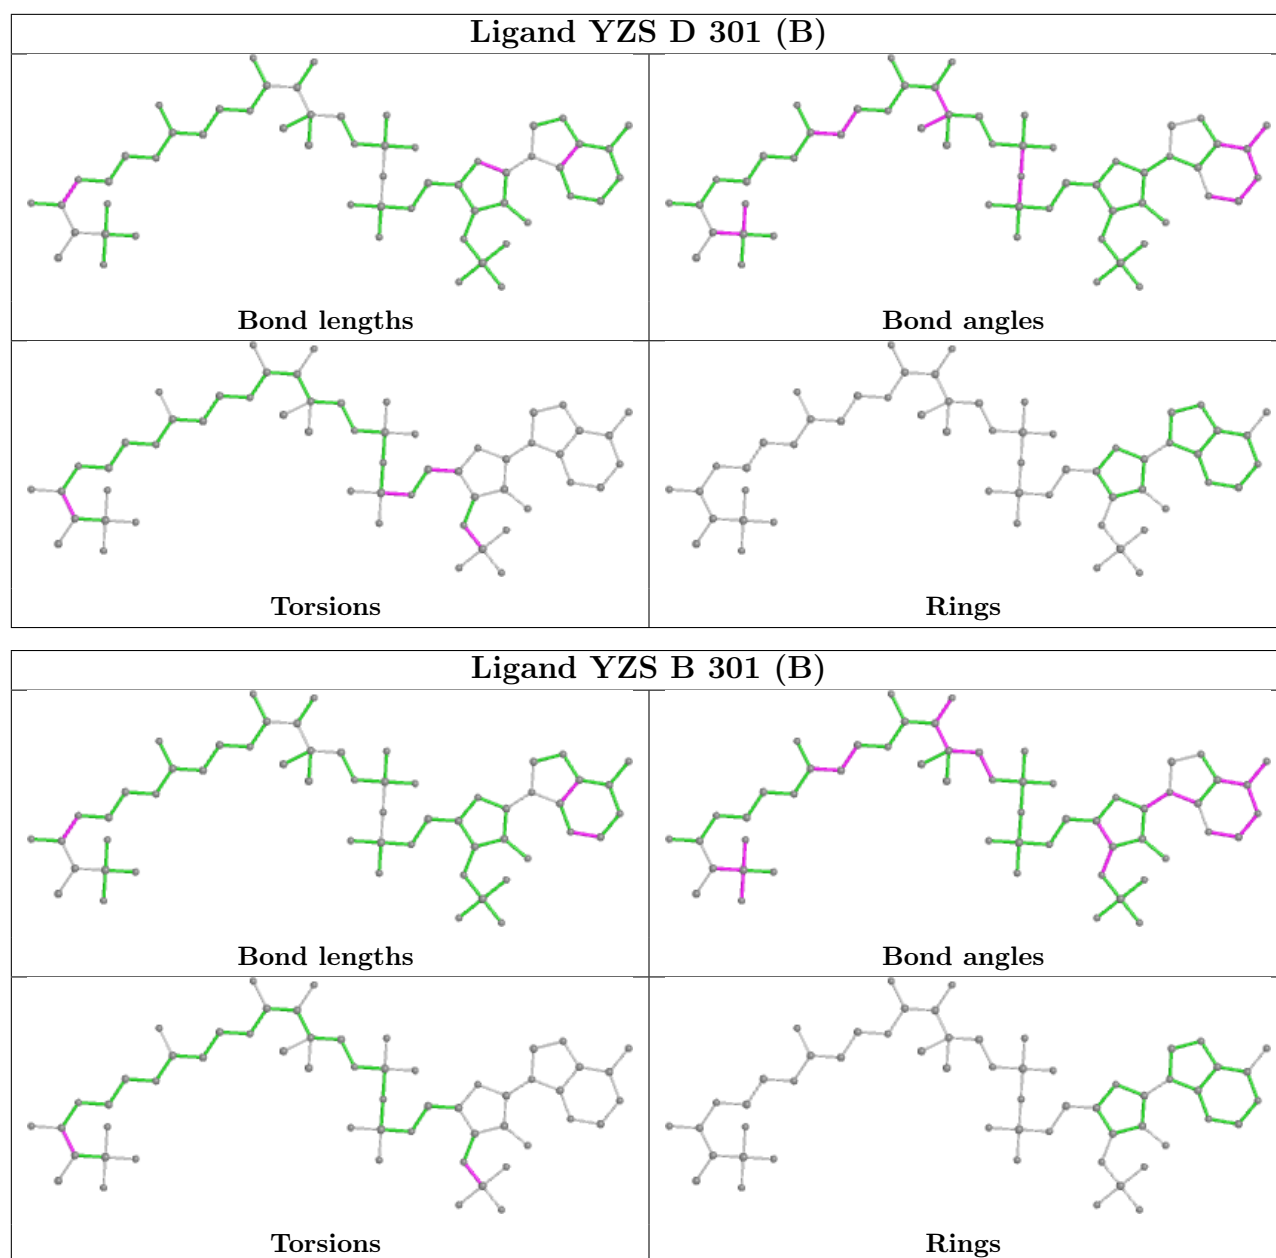 Ligand YZS D 301 (B)
Bond lengths
Bond angles
Torsions
Rings
Ligand YZS B 301 (B)
Bond lengths
Bond angles
Torsions
Rings